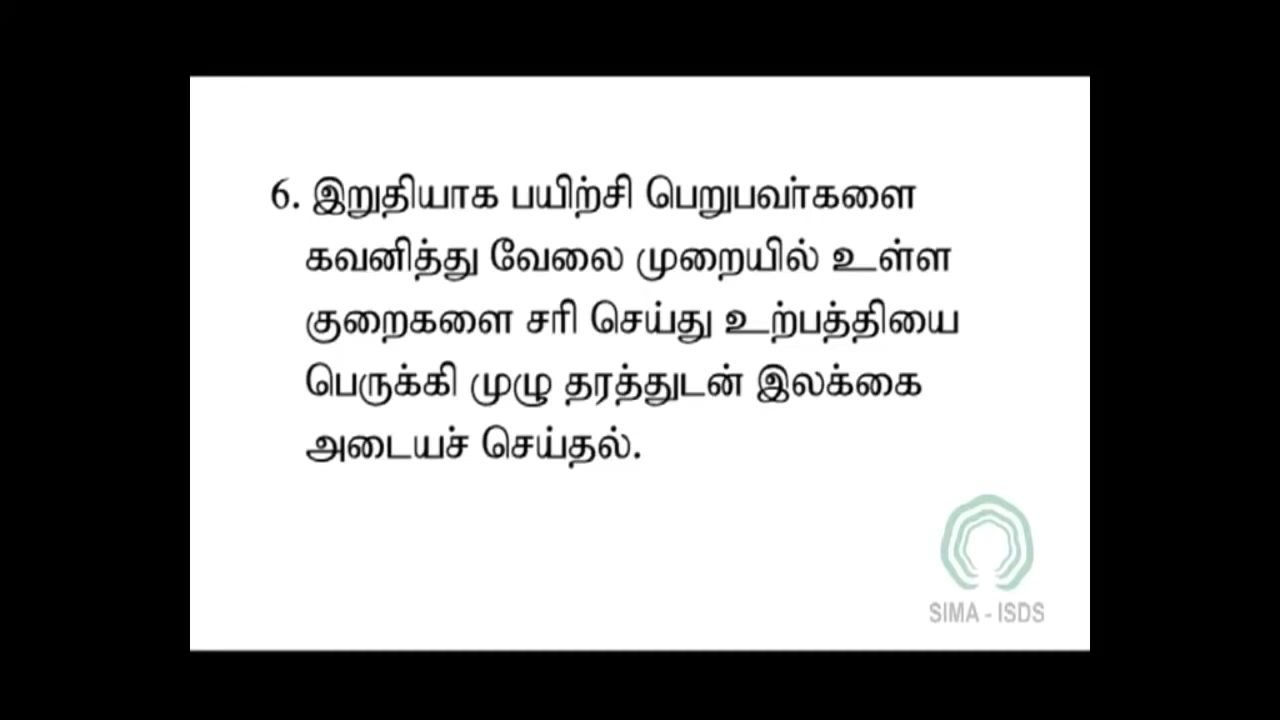 6. இறுதியாக பயிற்சி பெறுபவர்களை
கவனித்து வேலை முறையில் உள்ள
குறைகளை சரி செய்து உற்பத்தியை
பெருக்கி முழு தரத்துடன் இலக்கை
அடையச் செய்தல்.
SIMA - ISDS